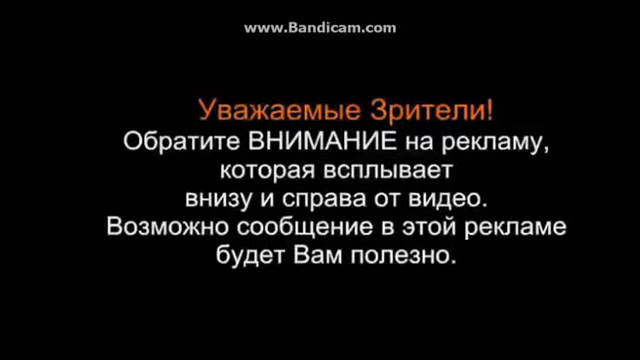 www.Bandicam.com
Уважаемые Зрители!
Обратите ВНИМАНИЕ на рекламу,
которая всплывает
внизу и справа от видео.
Возможно сообщение в этой рекламе
будет Вам полезно.